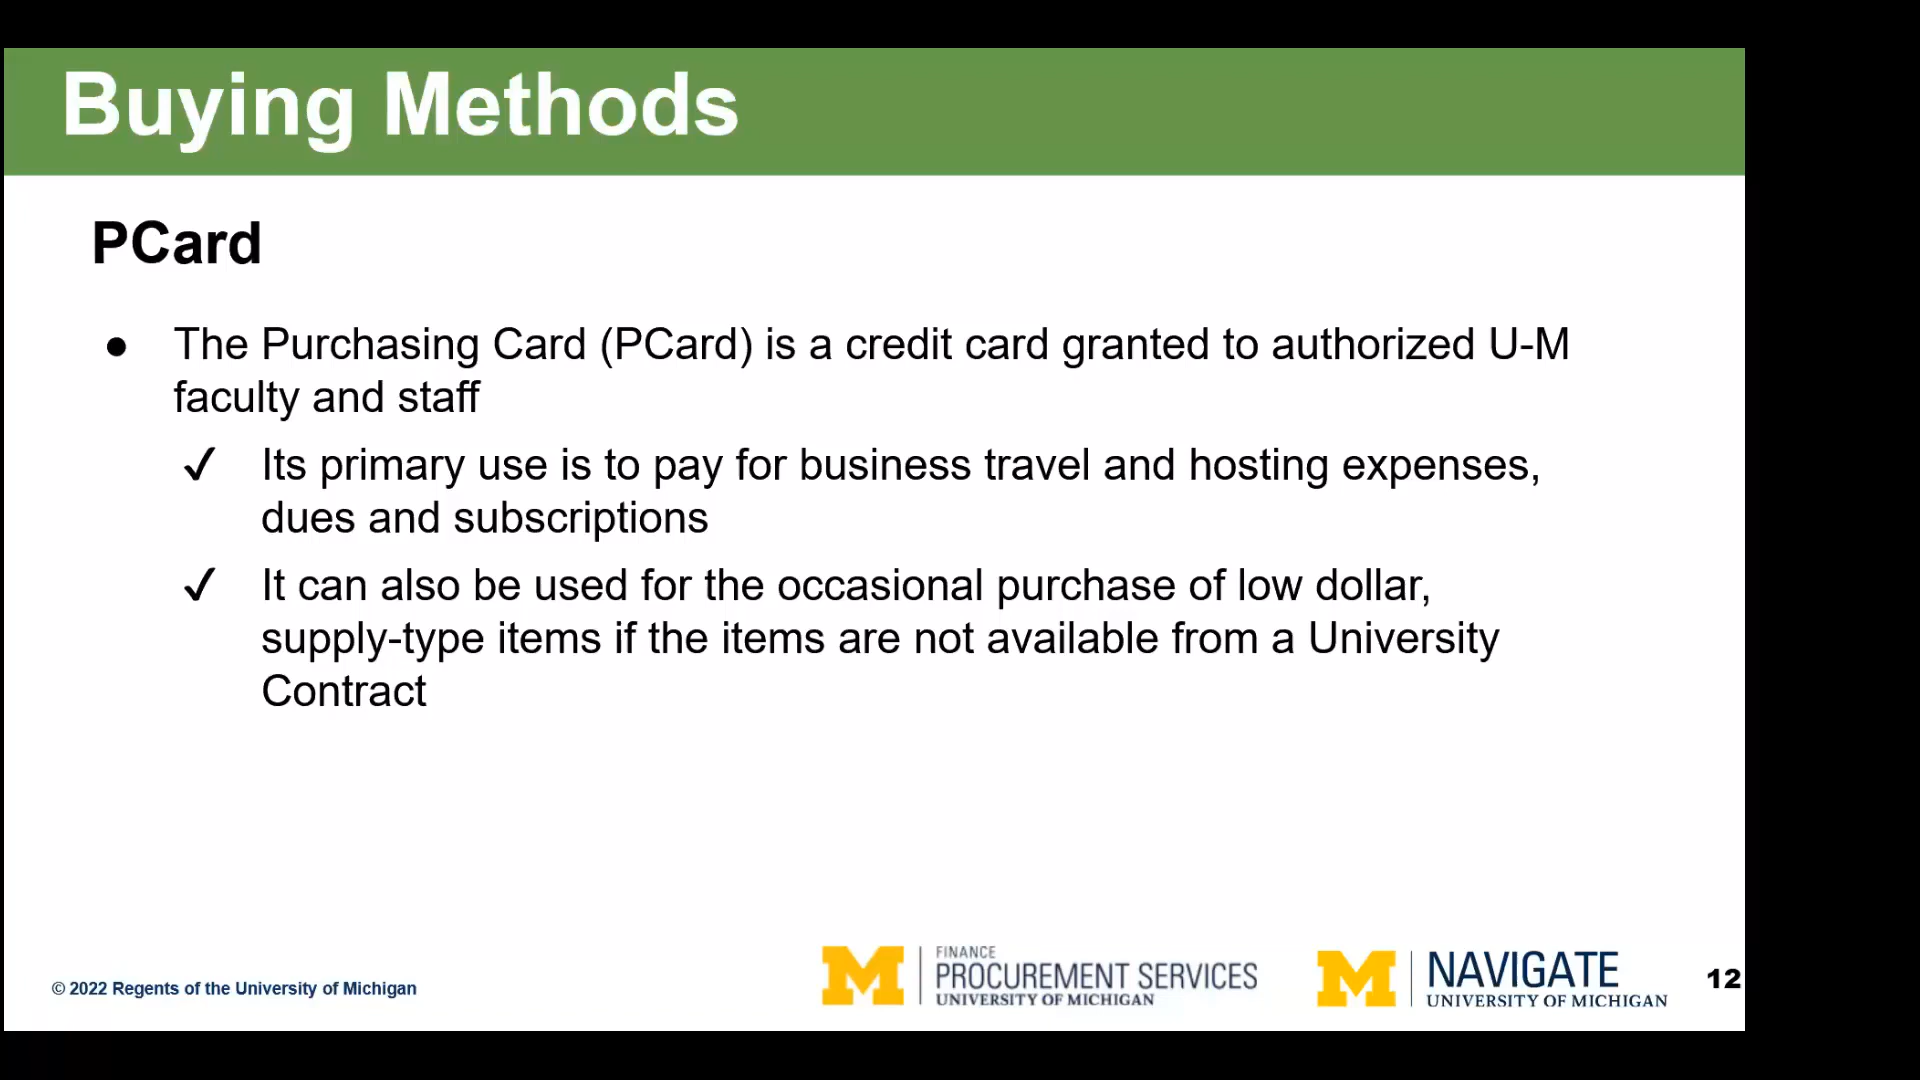 Buying Methods
PCard
● The Purchasing Card (PCard) is a credit card granted to authorized U-M
faculty and staff
✓ Its primary use is to pay for business travel and hosting expenses,
dues and subscriptions
✓ It can also be used for the occasional purchase of low dollar,
supply-type items if the items are not available from a University
Contract
© 2022 Regents of the University of Michigan
M
FINANCE
PROCUREMENT SERVICES
UNIVERSITY OF MICHIGAN
M
NAVIGATE
UNIVERSITY OF MICHIGAN
12